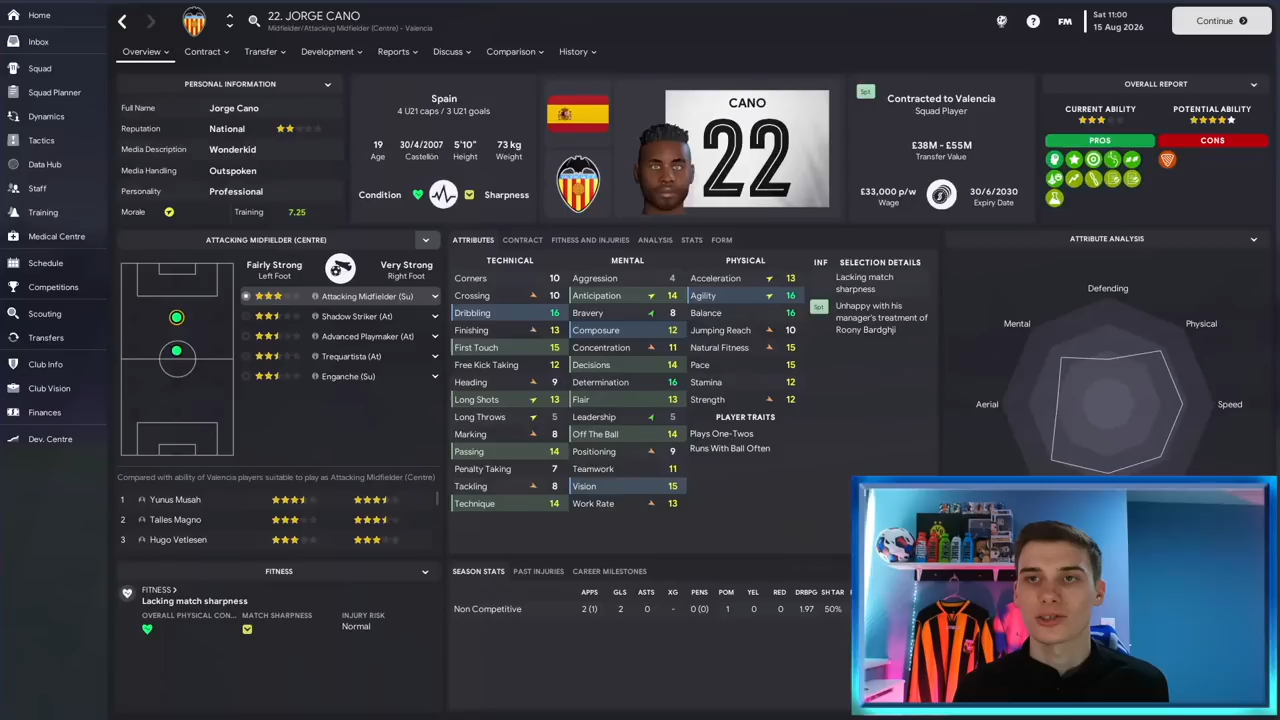 Home
Inbox
Squad
Squad Planner
Dynamics
Tactics
Data Hub
Staff
Training
Medical Centre
Schedule
Competitions
Scouting
Transfers
Club Info
Club Vision
Finances
Dev. Centre
22. JORGE CANO
Midfielder/Attacking Midfielder (Centre) - Valencia
FM
Sat 11:00
15 Aug 2026
Continue
Overview
Contract
Transfer
Development
Reports
Discuss
Comparison
History
PERSONAL INFORMATION
Full Name Jorge Cano
Reputation National
Media Description Wonderkid
Media Handling Outspoken
Personality Professional
Morale
Training 7.25
Spain
4 U21 caps / 3 U21 goals
19
Age
00/4/2007
Castellón
5'10"
Height
73 kg
Weight
Condition
Sharpness
CANO
22
Spt
Contracted to Valencia
Squad Player
£38M - £55M
Transfer Value
£33,000 p/w
Wage
30/6/2030
Expiry Date
OVERALL REPORT
CURRENT ABILITY
POTENTIAL ABILITY
PROS
CONS
ATTACKING MIDFIELDER (CENTRE)
Fairly Strong
Left Foot
Very Strong
Right Foot
Attacking Midfielder (Su)
Shadow Striker (At)
Advanced Playmaker (At)
Trequartista (At)
Enganche (Su)
Compared with ability of Valencia players suitable to play as Attacking Midfielder (Centre)
1 Yunus Musah
2 Talles Magno
3 Hugo Vetlesen
FITNESS
FITNESS >
Lacking match sharpness
OVERALL PHYSICAL CON...
MATCH SHARPNESS
INJURY RISK
Normal
ATTRIBUTES
CONTRACT
FITNESS AND INJURIES
ANALYSIS
STATS
FORM
TECHNICAL
Corners 10
Crossing 10
Dribbling 16
Finishing 13
First Touch 15
Free Kick Taking 12
Heading 9
Long Shots 13
Long Throws 5
Marking 8
Passing 14
Penalty Taking 7
Tackling 8
Technique 14
MENTAL
Aggression 4
Anticipation 14
Bravery 8
Composure 12
Concentration 11
Decisions 14
Determination 16
Flair 13
Leadership 5
Off The Ball 14
Positioning 9
Teamwork 11
Vision 15
Work Rate 13
PHYSICAL
Acceleration 13
Agility 16
Balance 16
Jumping Reach 10
Natural Fitness 15
Pace 15
Stamina 12
Strength 12
PLAYER TRAITS
Plays One-Twos
Runs With Ball Often
INF
SELECTION DETAILS
Lacking match
sharpness
Spt
Unhappy with his
manager's treatment of
Roony Bardghji
ATTRIBUTE ANALYSIS
Defending
Mental
Physical
Aerial
Speed
SEASON STATS
PAST INJURIES
CAREER MILESTONES
APPS GLS ASTS XG PENS POM YEL RED DRBPG SH TAR
Non Competitive 2 (1) 2 0 - 0 (0) 1 0 0 1.97 50%